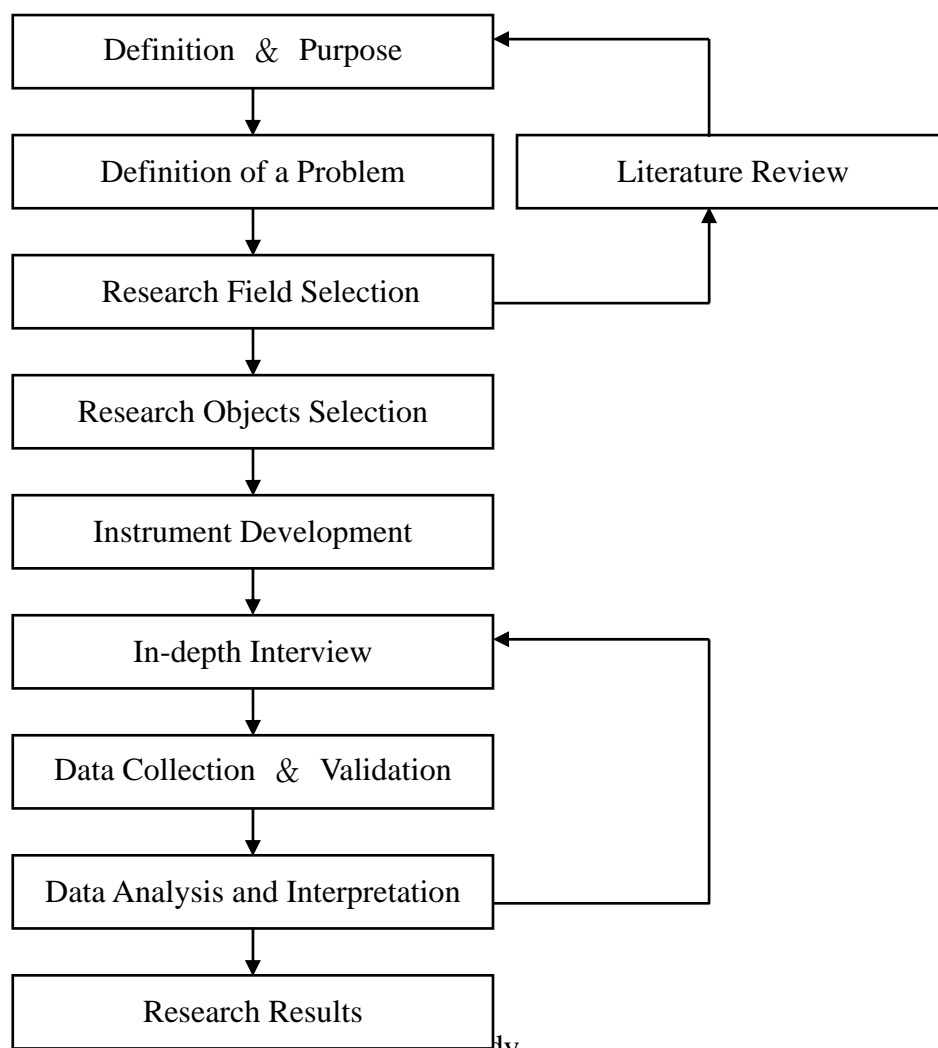 Definition & Purpose
Definition of a Problem
Literature Review
Research Field Selection
Research Objects Selection
Instrument Development
In-depth Interview
Data Collection & Validation
Data Analysis and Interpretation
Research Results